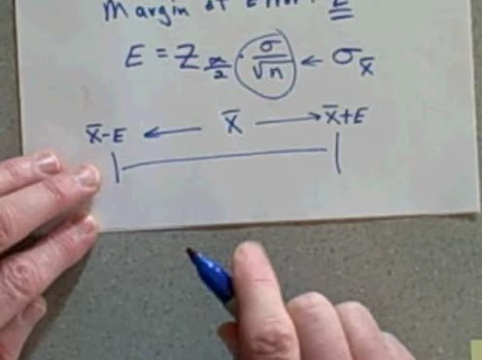 Margin of Error: E
E = Z α/2 · σ/√n ← σx̄
x̄-E ← x̄ → x̄+E